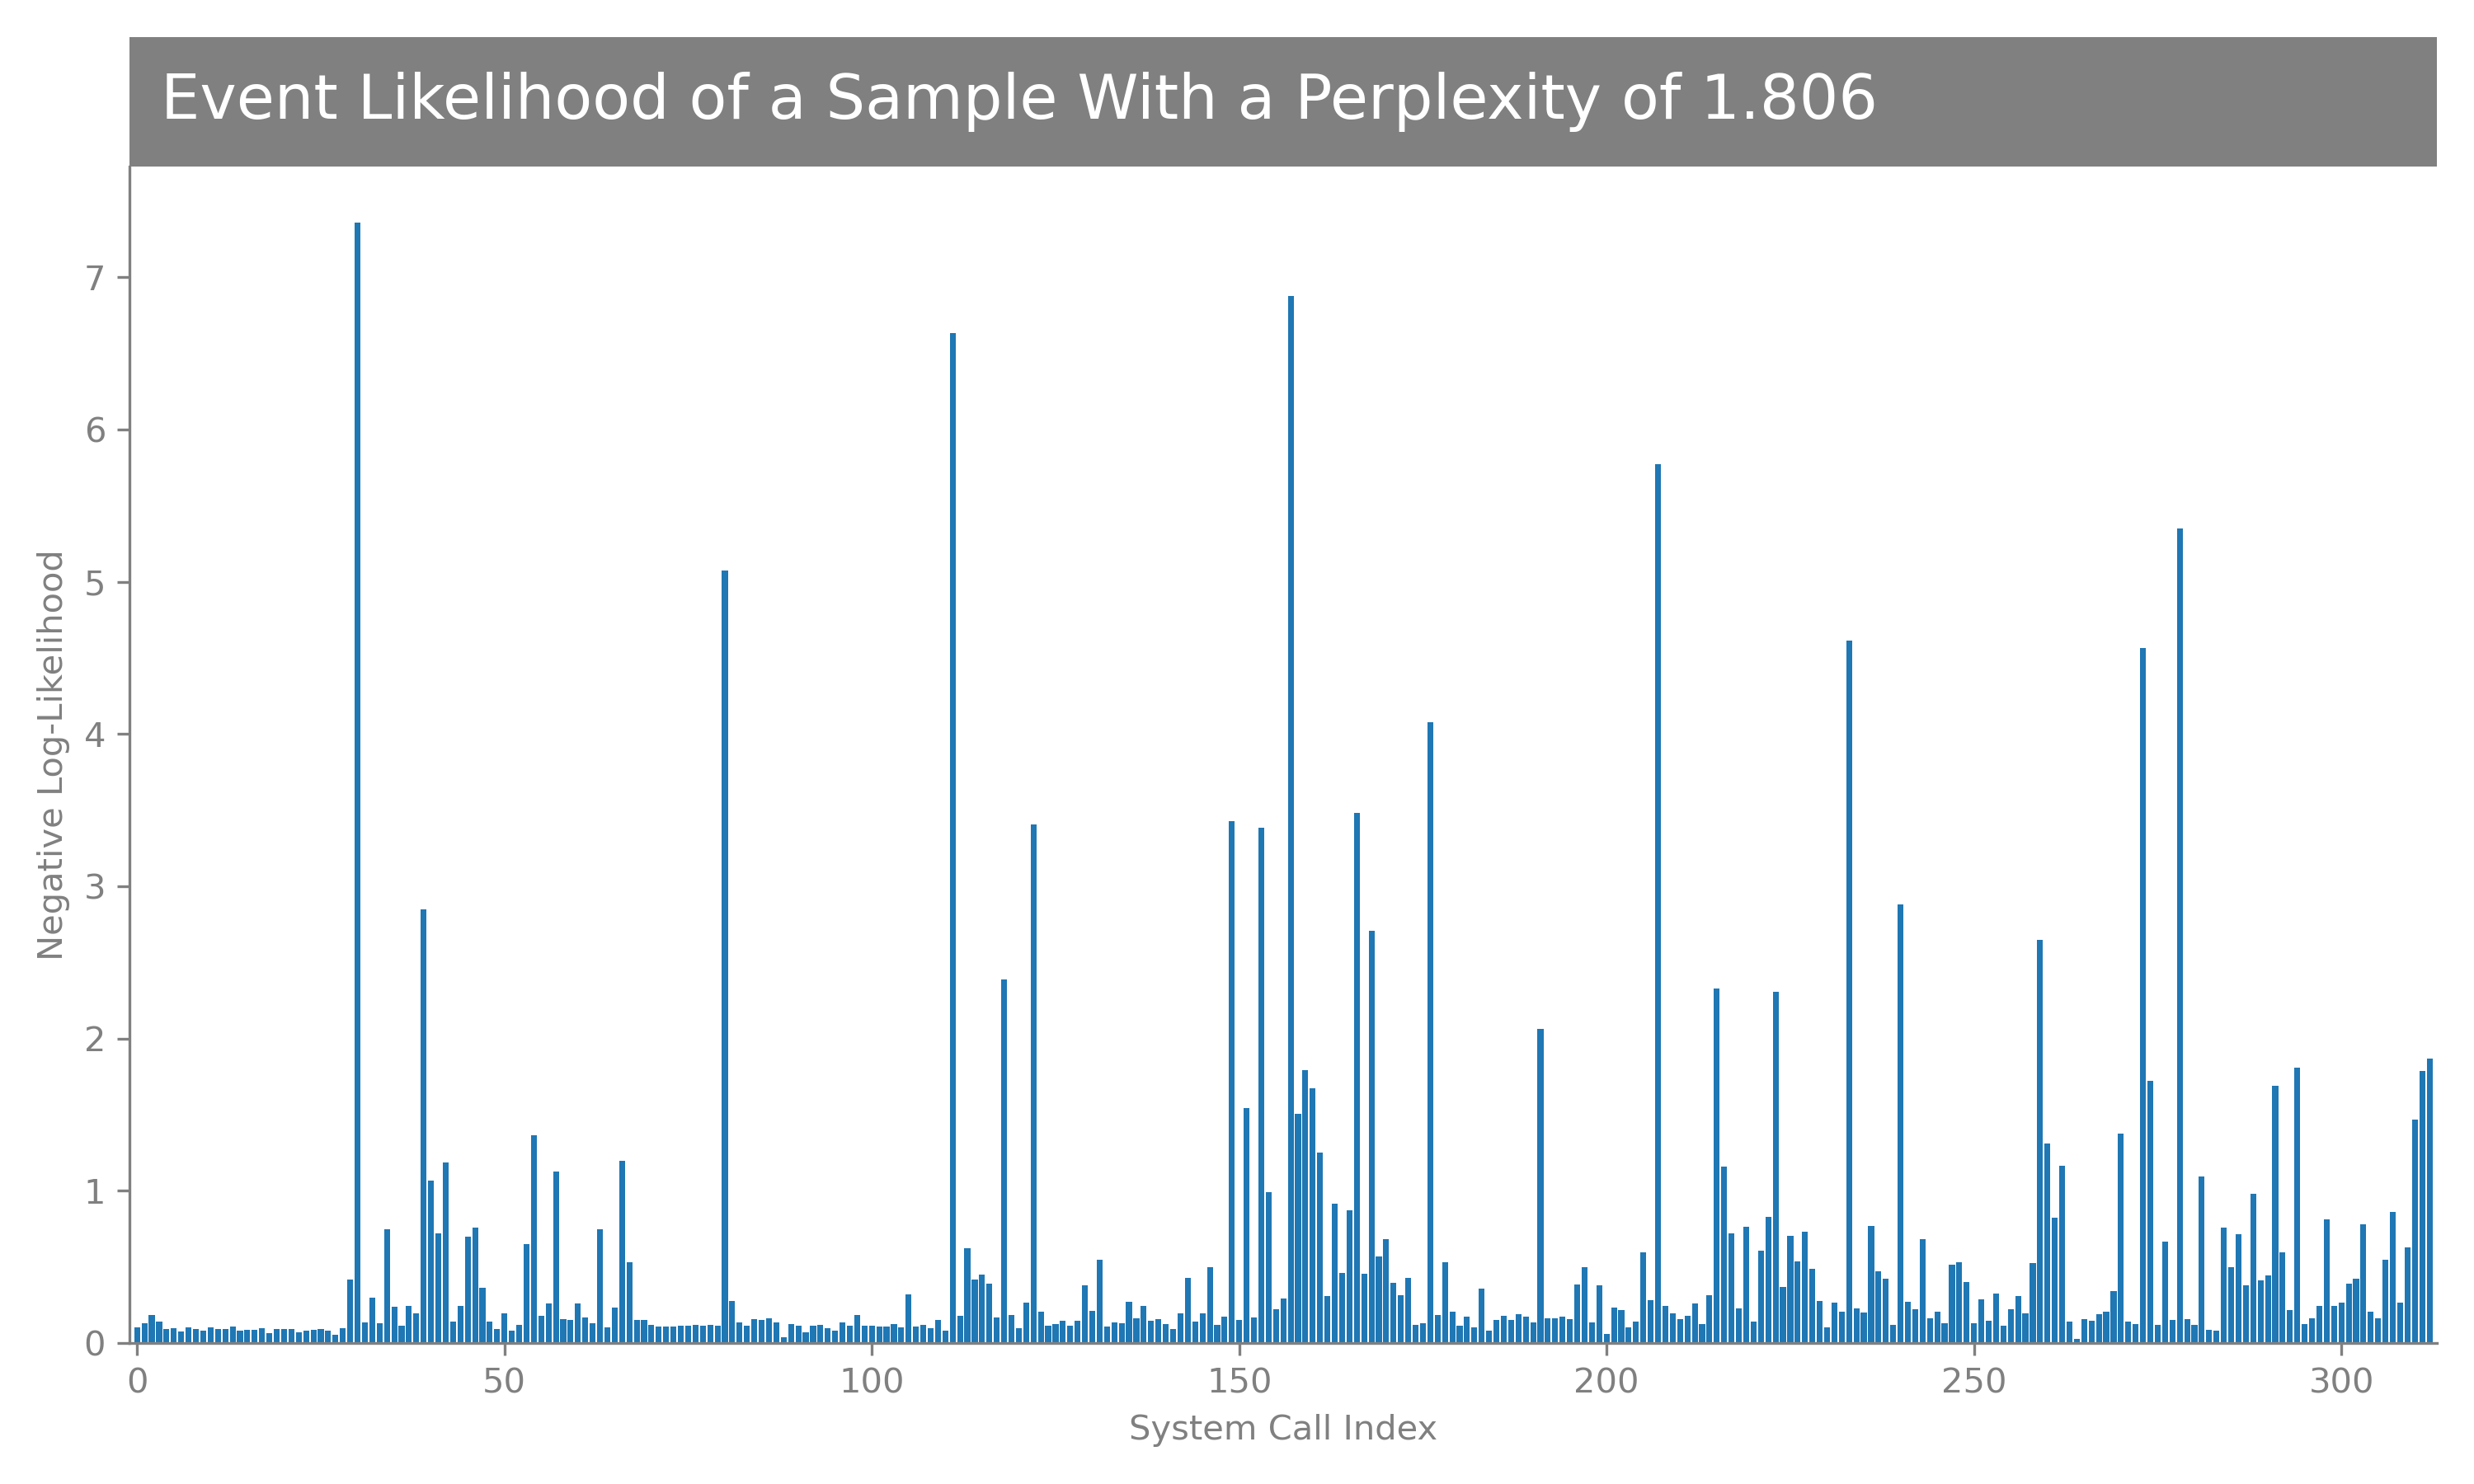 Event Likelihood of a Sample With a Perplexity of 1.806
7
6
5
4
3
2
1
0
Negative Log-Likelihood
0 50 100 150 200 250 300
System Call Index